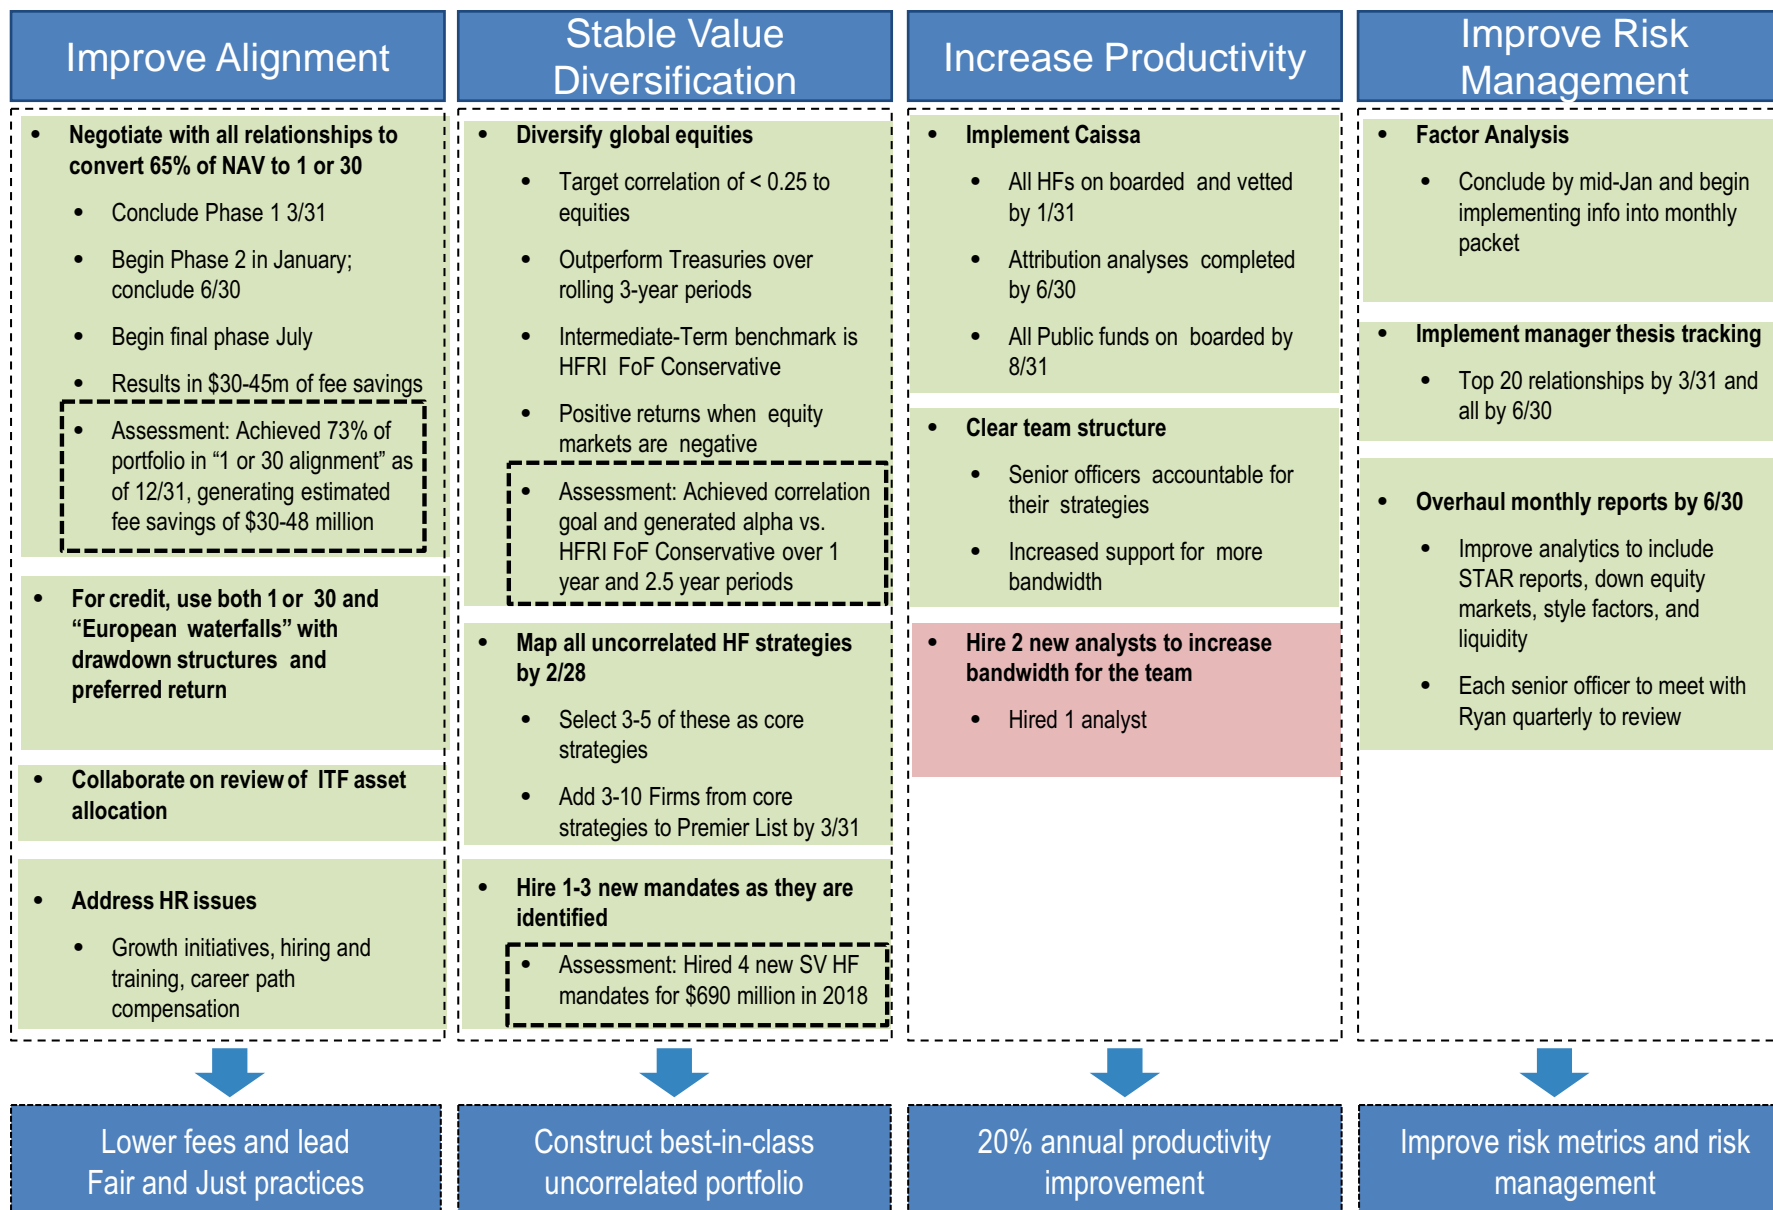 Improve Alignment
• Negotiate with all relationships to
convert 65% of NAV to 1 or 30
• Conclude Phase 1 3/31
• Begin Phase 2 in January;
conclude 6/30
• Begin final phase July
• Results in $30-45m of fee savings
• Assessment: Achieved 73% of
portfolio in “1 or 30 alignment” as
of 12/31, generating estimated
fee savings of $30-48 million
• For credit, use both 1 or 30 and
“European waterfalls” with
drawdown structures and
preferred return
• Collaborate on review of ITF asset
allocation
• Address HR issues
• Growth initiatives, hiring and
training, career path
compensation
Lower fees and lead
Fair and Just practices
Stable Value
Diversification
• Diversify global equities
• Target correlation of < 0.25 to
equities
• Outperform Treasuries over
rolling 3-year periods
• Intermediate-Term benchmark is
HFRI FoF Conservative
• Positive returns when equity
markets are negative
• Assessment: Achieved correlation
goal and generated alpha vs.
HFRI FoF Conservative over 1
year and 2.5 year periods
• Map all uncorrelated HF strategies
by 2/28
• Select 3-5 of these as core
strategies
• Add 3-10 Firms from core
strategies to Premier List by 3/31
• Hire 1-3 new mandates as they are
identified
• Assessment: Hired 4 new SV HF
mandates for $690 million in 2018
Construct best-in-class
uncorrelated portfolio
Increase Productivity
• Implement Caissa
• All HFs on boarded and vetted
by 1/31
• Attribution analyses completed
by 6/30
• All Public funds on boarded by
8/31
• Clear team structure
• Senior officers accountable for
their strategies
• Increased support for more
bandwidth
• Hire 2 new analysts to increase
bandwidth for the team
• Hired 1 analyst
20% annual productivity
improvement
Improve Risk
Management
• Factor Analysis
• Conclude by mid-Jan and begin
implementing info into monthly
packet
• Implement manager thesis tracking
• Top 20 relationships by 3/31 and
all by 6/30
• Overhaul monthly reports by 6/30
• Improve analytics to include
STAR reports, down equity
markets, style factors, and
liquidity
• Each senior officer to meet with
Ryan quarterly to review
Improve risk metrics and risk
management